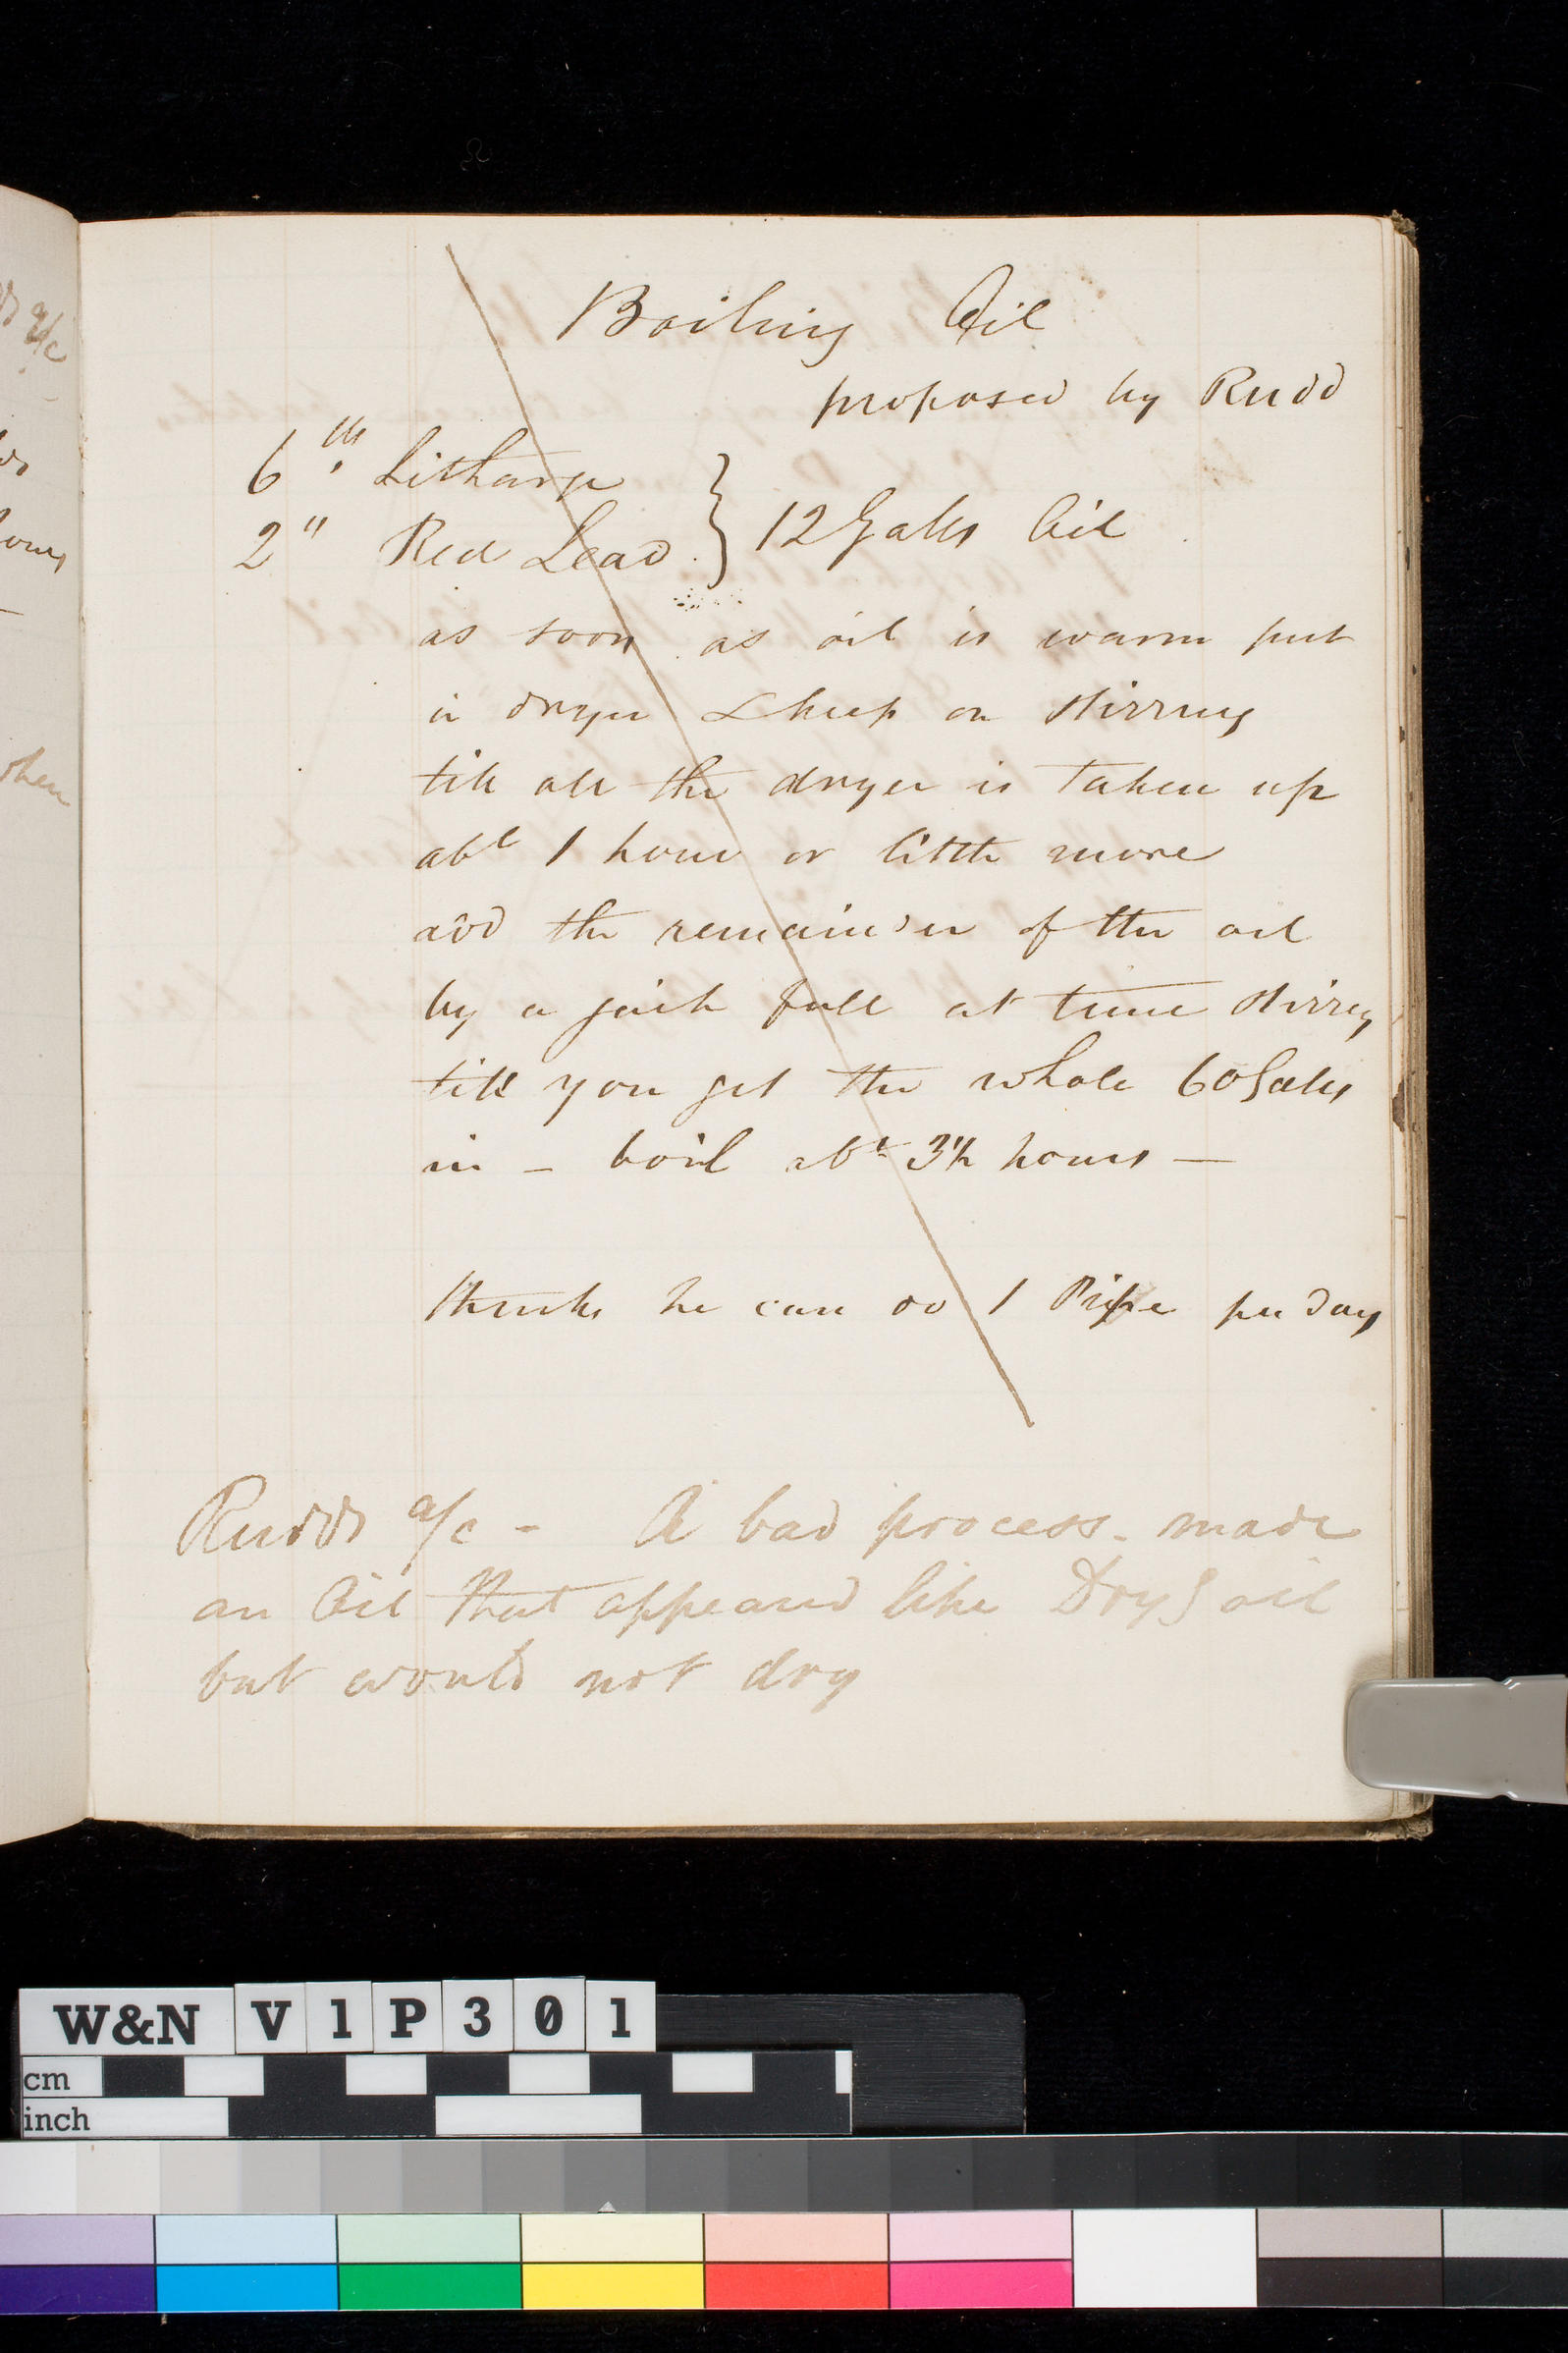 Boiling Oil
proposed by Rudd
6 lb. Litharge
2 " Red Lead } 12 Galls Oil
as soon as oil is warm put
in dryer & keep on stirring
till all the dryer is taken up
abt 1 hour or little more
add the remainder of the oil
by a jack full at time stirrg
till you get the whole 60 Galls
in – boil abt 3½ hours —
thinks he can do 1 Pipe per day
Rudds a/c - A bad process - made
an Oil that appeared like Dryg oil
but would not dry
W&N V1P301
cm
inch